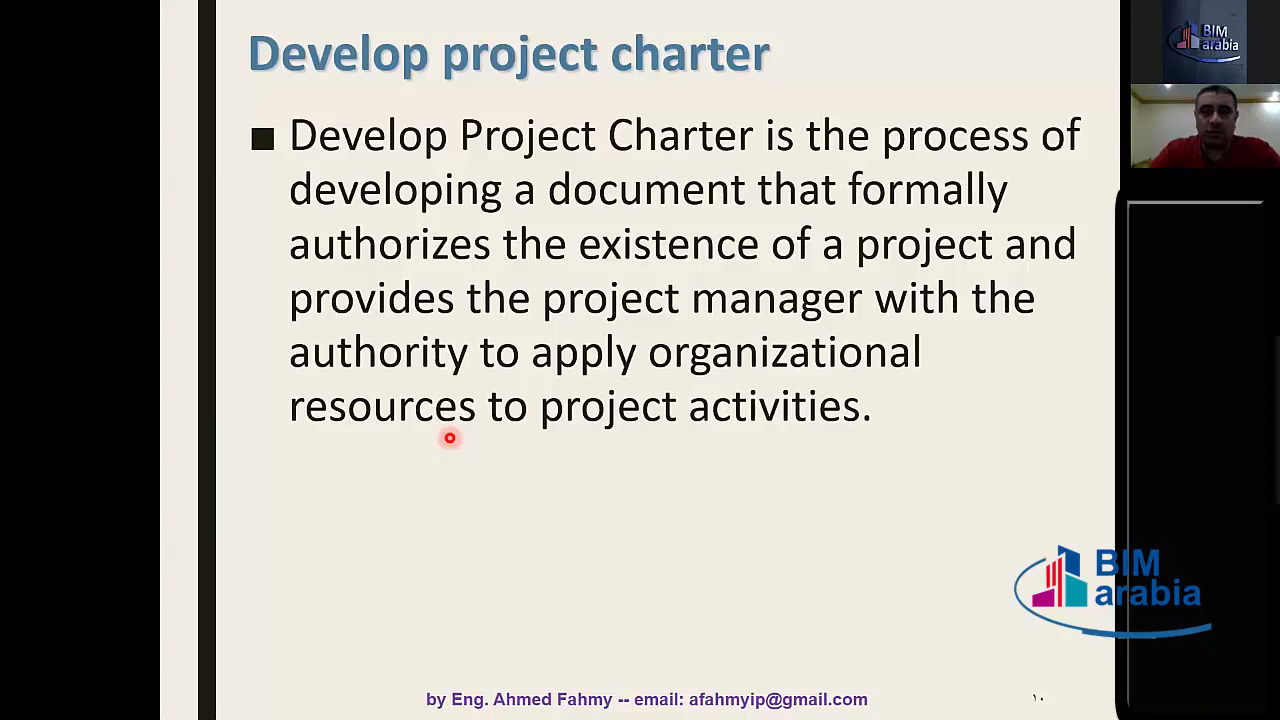 Develop project charter
■ Develop Project Charter is the process of
developing a document that formally
authorizes the existence of a project and
provides the project manager with the
authority to apply organizational
resources to project activities.
BIM
arabia
BIM
arabia
by Eng. Ahmed Fahmy -- email: afahmyip@gmail.com
١٠